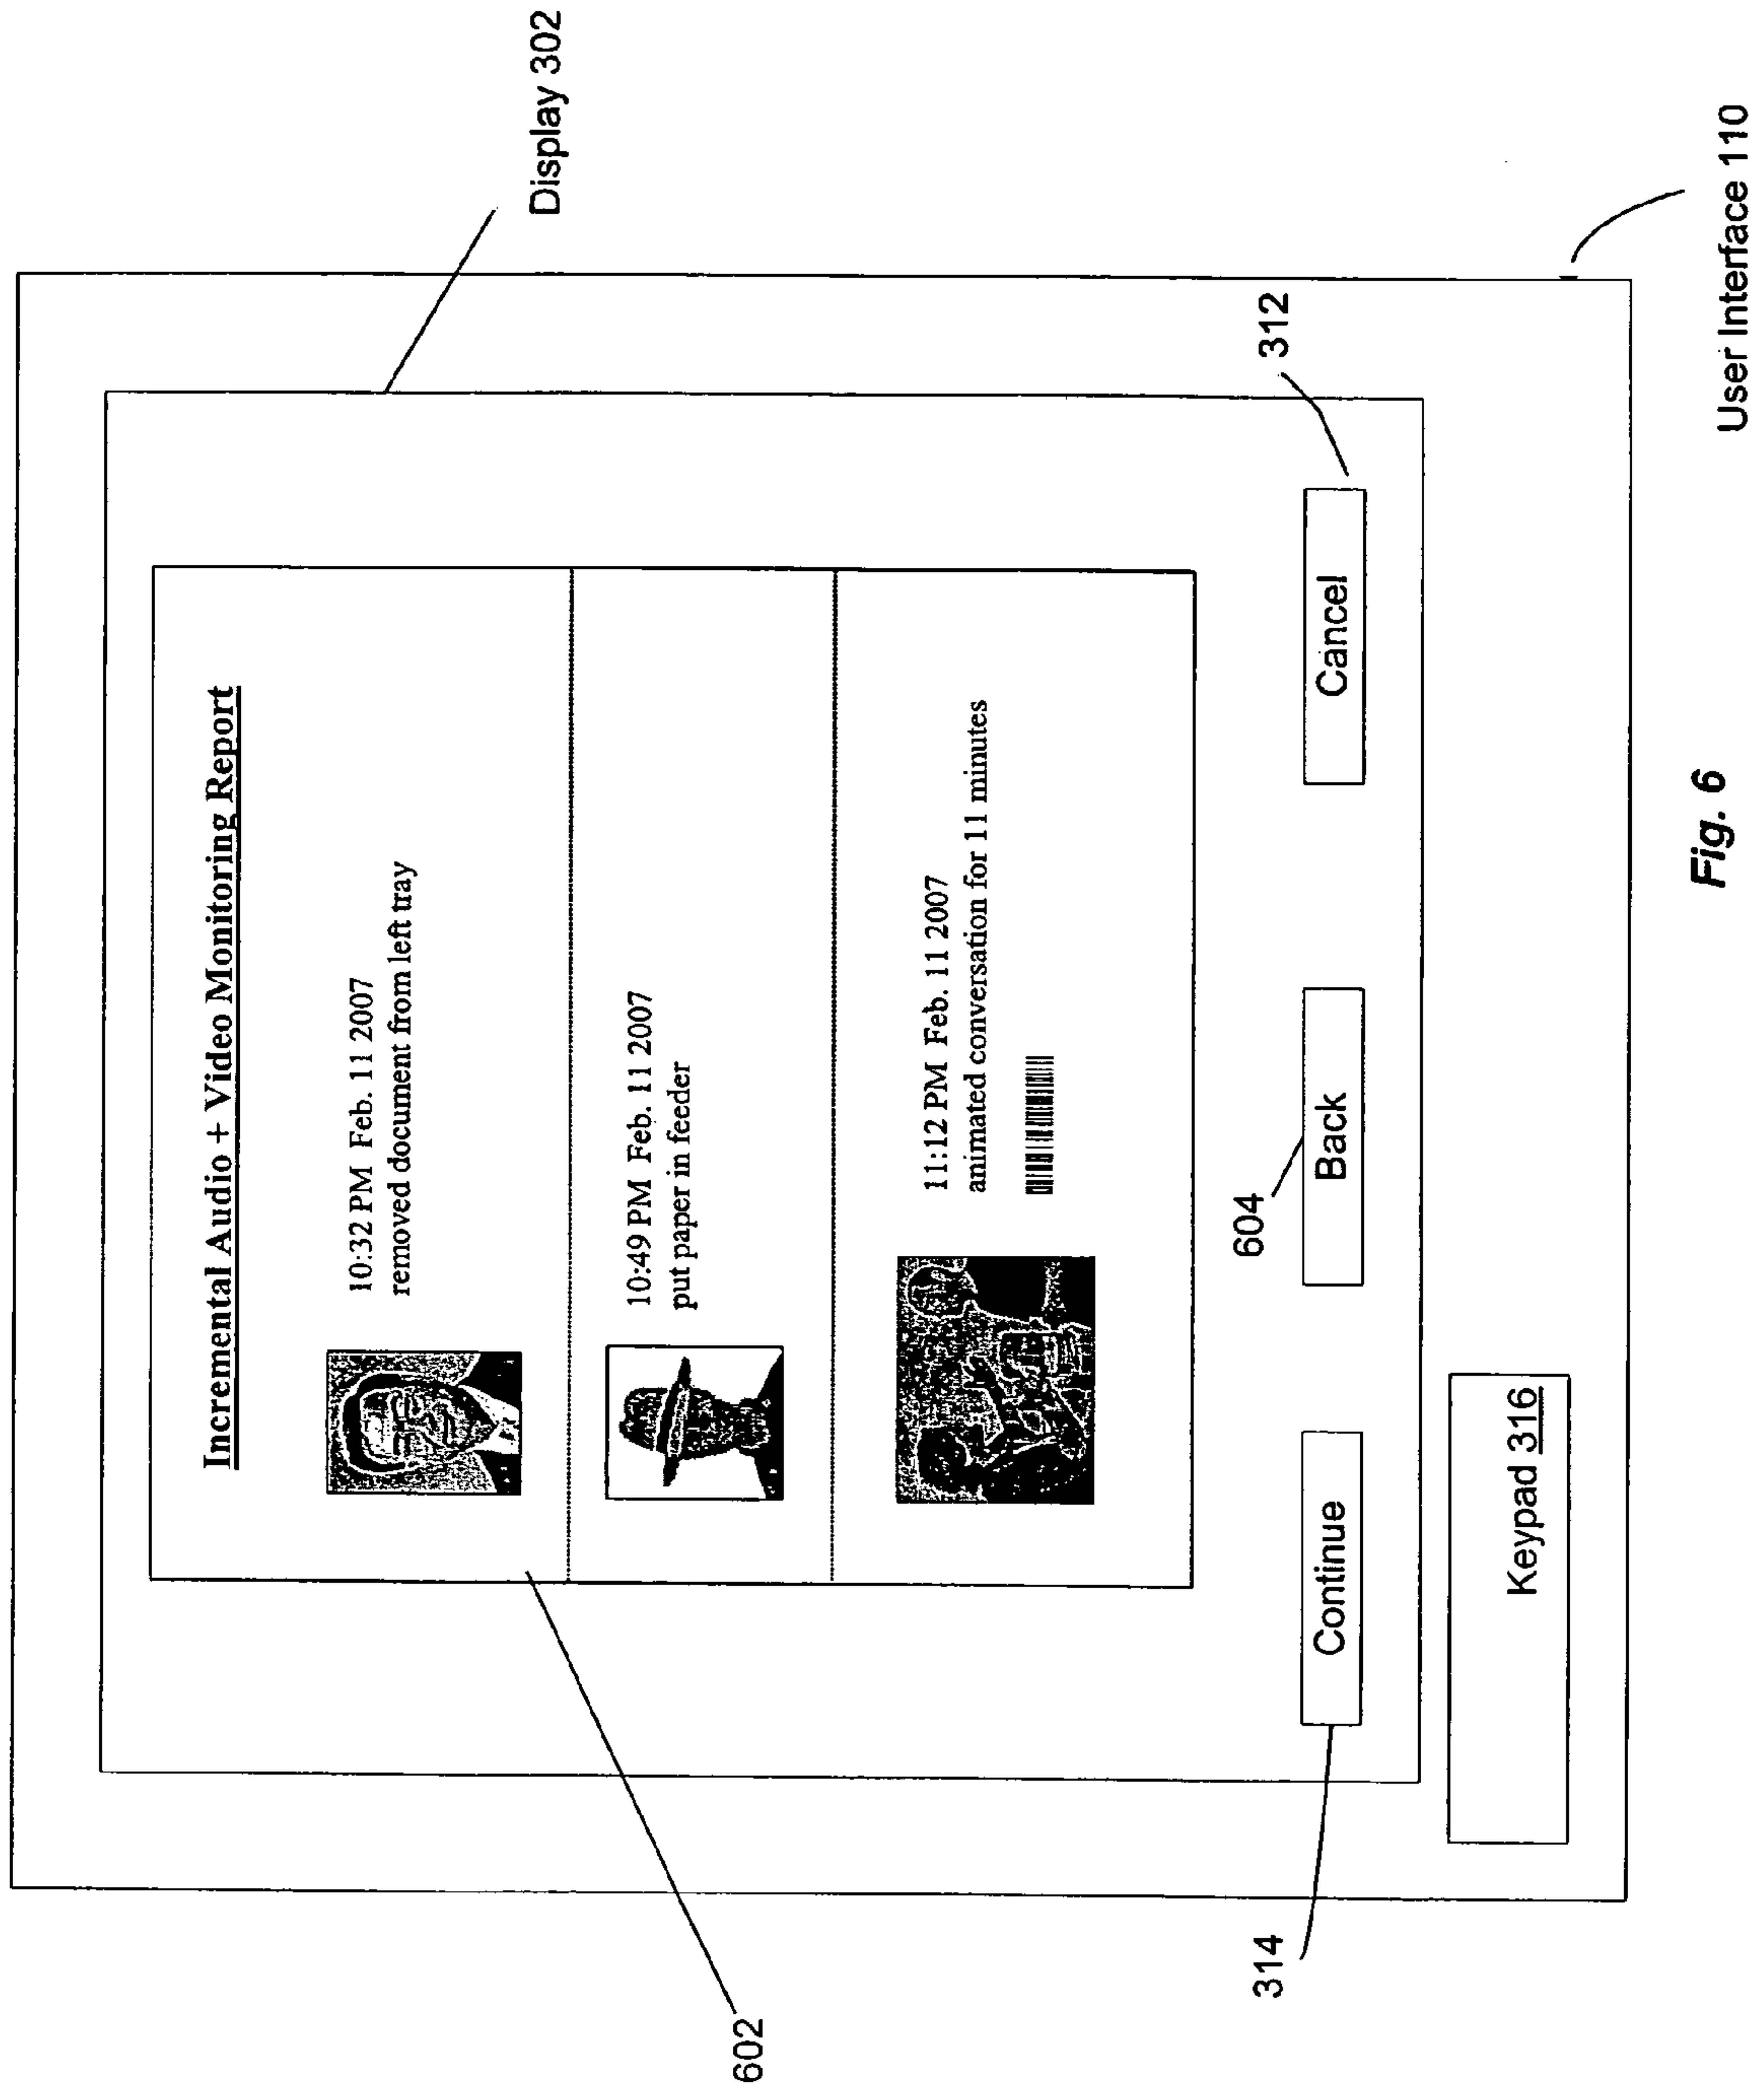 Display 302
Incremental Audio + Video Monitoring Report
10:32 PM Feb. 11 2007
removed document from left tray
10:49 PM Feb. 11 2007
put paper in feeder
602
11:12 PM Feb. 11 2007
animated conversation for 11 minutes
604
312
314
Continue
Back
Cancel
Keypad 316
User Interface 110
Fig. 6